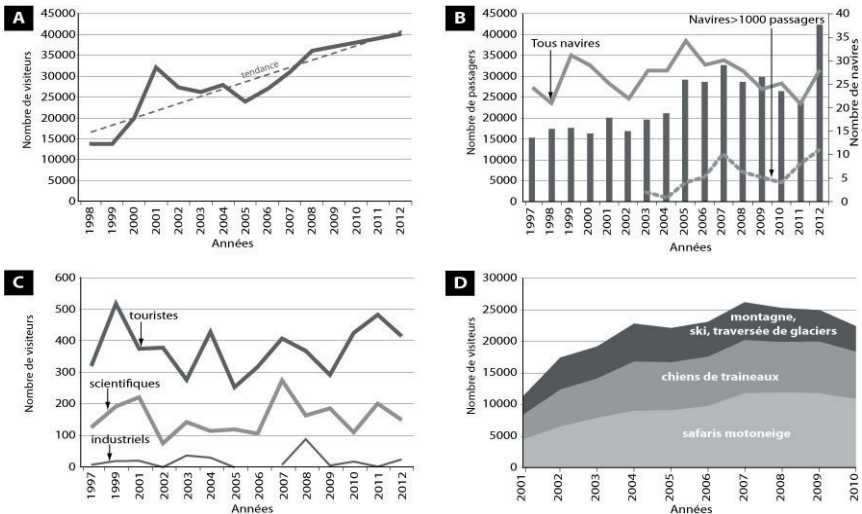 A
Nombre de visiteurs
45000
40000
35000
30000
25000
20000
15000
10000
5000
0
tendance
1998 1999 2000 2001 2002 2003 2004 2005 2006 2007 2008 2009 2010 2011 2012
Années
B
Nombre de passagers
45000
40000
35000
30000
25000
20000
15000
10000
5000
0
Tous navires
Navires>1000 passagers
40
35
30
25
20
15
10
5
0
Nombre de navires
1997 1998 1999 2000 2001 2002 2003 2004 2005 2006 2007 2008 2009 2010 2011 2012
Années
C
Nombre de visiteurs
600
500
400
300
200
100
0
touristes
scientifiques
industriels
1997 1999 2001 2002 2003 2004 2005 2006 2007 2008 2009 2010 2011 2012
Années
D
Nombre de visiteurs
30000
25000
20000
15000
10000
5000
0
montagne,
ski, traversée de glaciers
chiens de traineaux
safaris motoneige
2001 2002 2003 2004 2005 2006 2007 2008 2009 2010
Années